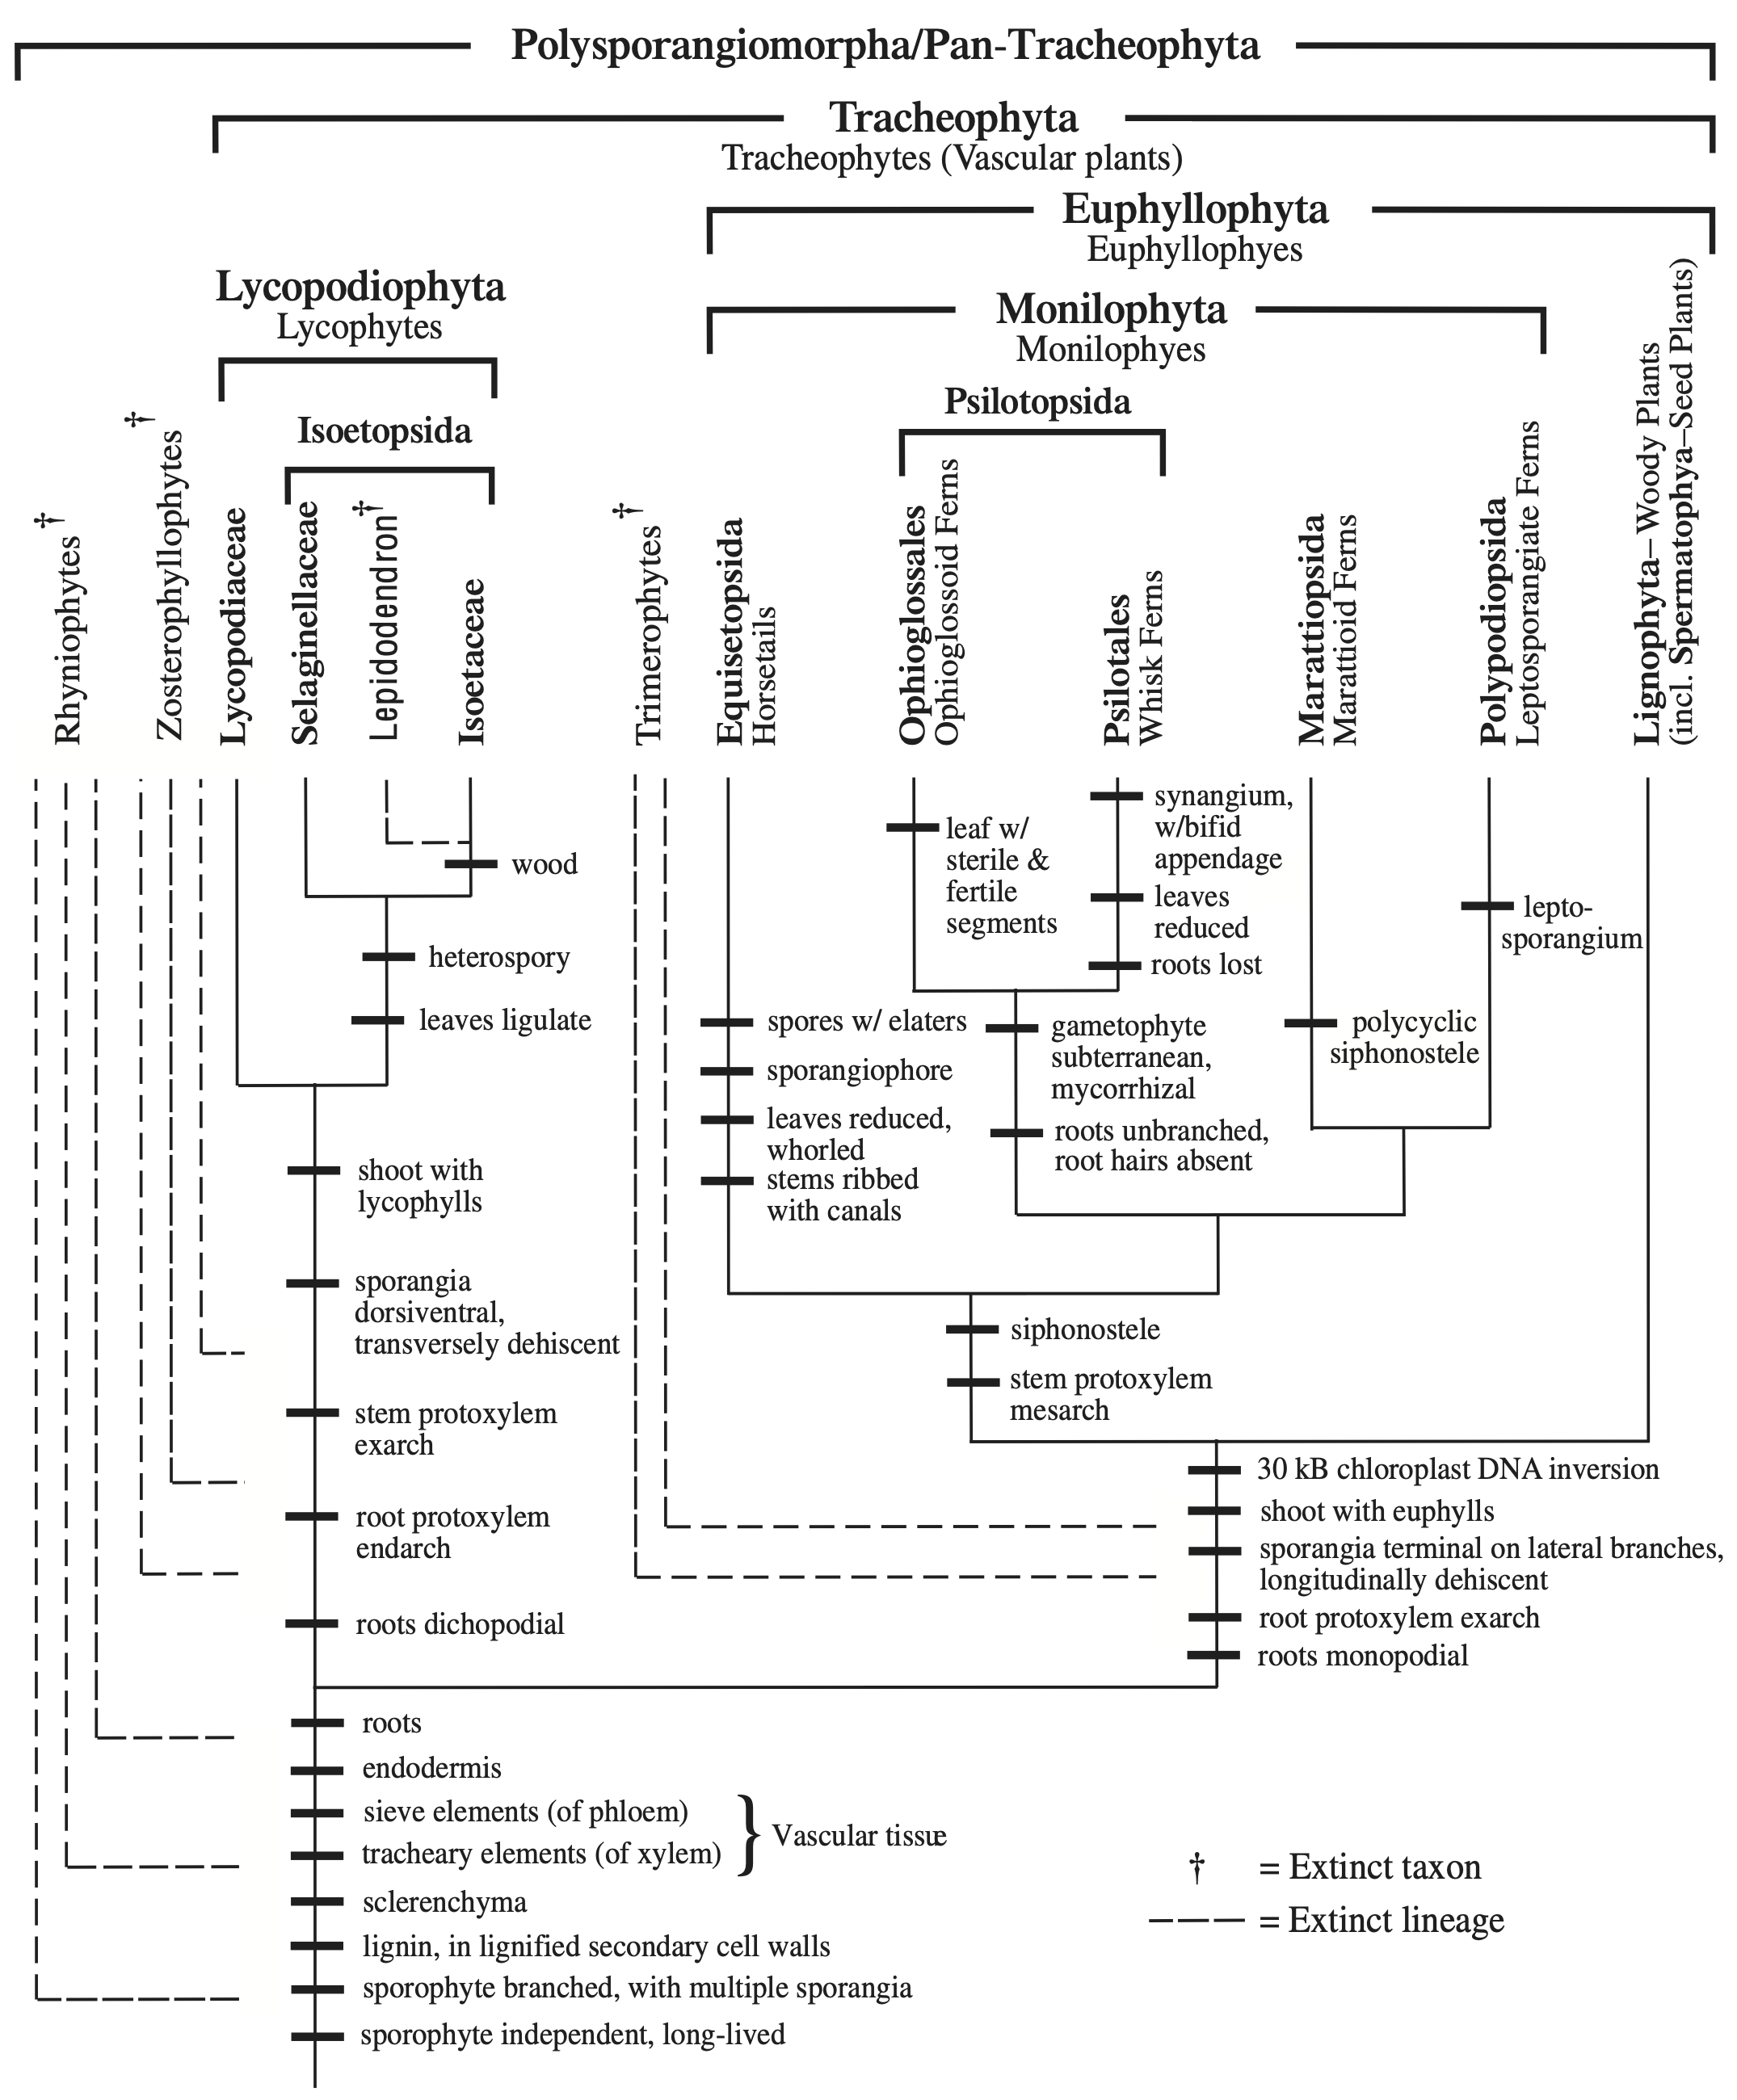 Polysporangiomorpha/Pan-Tracheophyta
Tracheophyta
Tracheophytes (Vascular plants)
Euphyllophyta
Euphyllophyes
Lycopodiophyta
Lycophytes
Monilophyta
Monilophyes
Psilotopsida
Isoetopsida
Rhyniophytes †
Zosterophyllophytes †
Lycopodiaceae
Selaginellaceae
Lepidodendron †
Isoetaceae
Trimerophytes †
Equisetopsida
Horsetails
Ophioglossales
Ophioglossoid Ferns
Psilotales
Whisk Ferns
Marattiopsida
Marattioid Ferns
Polypodiopsida
Leptosporangiate Ferns
Lignophyta– Woody Plants
(incl. Spermatophya–Seed Plants)
synangium,
w/bifid
appendage
leaf w/
sterile &
fertile
segments
wood
leaves
reduced
lepto-
sporangium
heterospory
roots lost
leaves ligulate
spores w/ elaters
gametophyte
subterranean,
mycorrhizal
polycyclic
siphonostele
sporangiophore
leaves reduced,
whorled
roots unbranched,
root hairs absent
stems ribbed
with canals
shoot with
lycophylls
sporangia
dorsiventral,
transversely dehiscent
siphonostele
stem protoxylem
mesarch
stem protoxylem
exarch
30 kB chloroplast DNA inversion
shoot with euphylls
root protoxylem
endarch
sporangia terminal on lateral branches,
longitudinally dehiscent
roots dichopodial
root protoxylem exarch
roots monopodial
roots
endodermis
sieve elements (of phloem)
tracheary elements (of xylem)
} Vascular tissue
sclerenchyma
lignin, in lignified secondary cell walls
sporophyte branched, with multiple sporangia
sporophyte independent, long-lived
† = Extinct taxon
= Extinct lineage